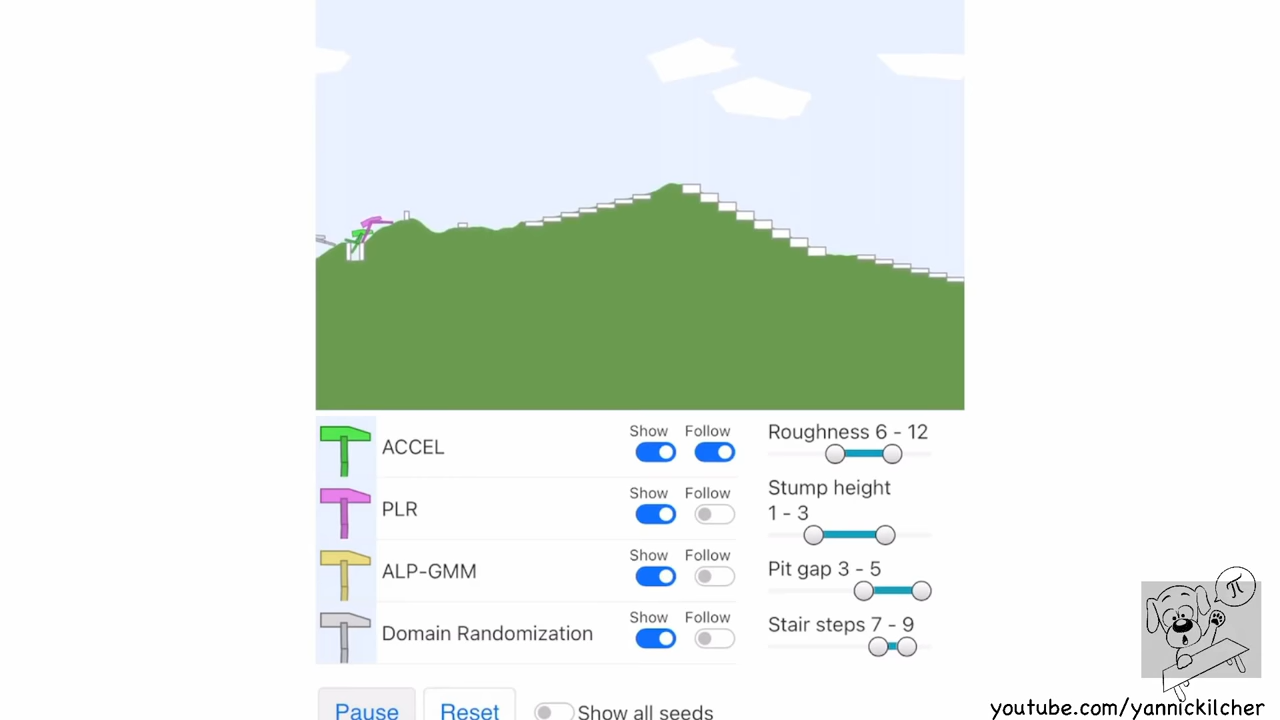 ACCEL
Show Follow
PLR
Show Follow
ALP-GMM
Show Follow
Domain Randomization
Show Follow
Roughness 6 - 12
Stump height
1 - 3
Pit gap 3 - 5
Stair steps 7 - 9
Pause Reset Show all seeds
π
youtube.com/yannickilcher